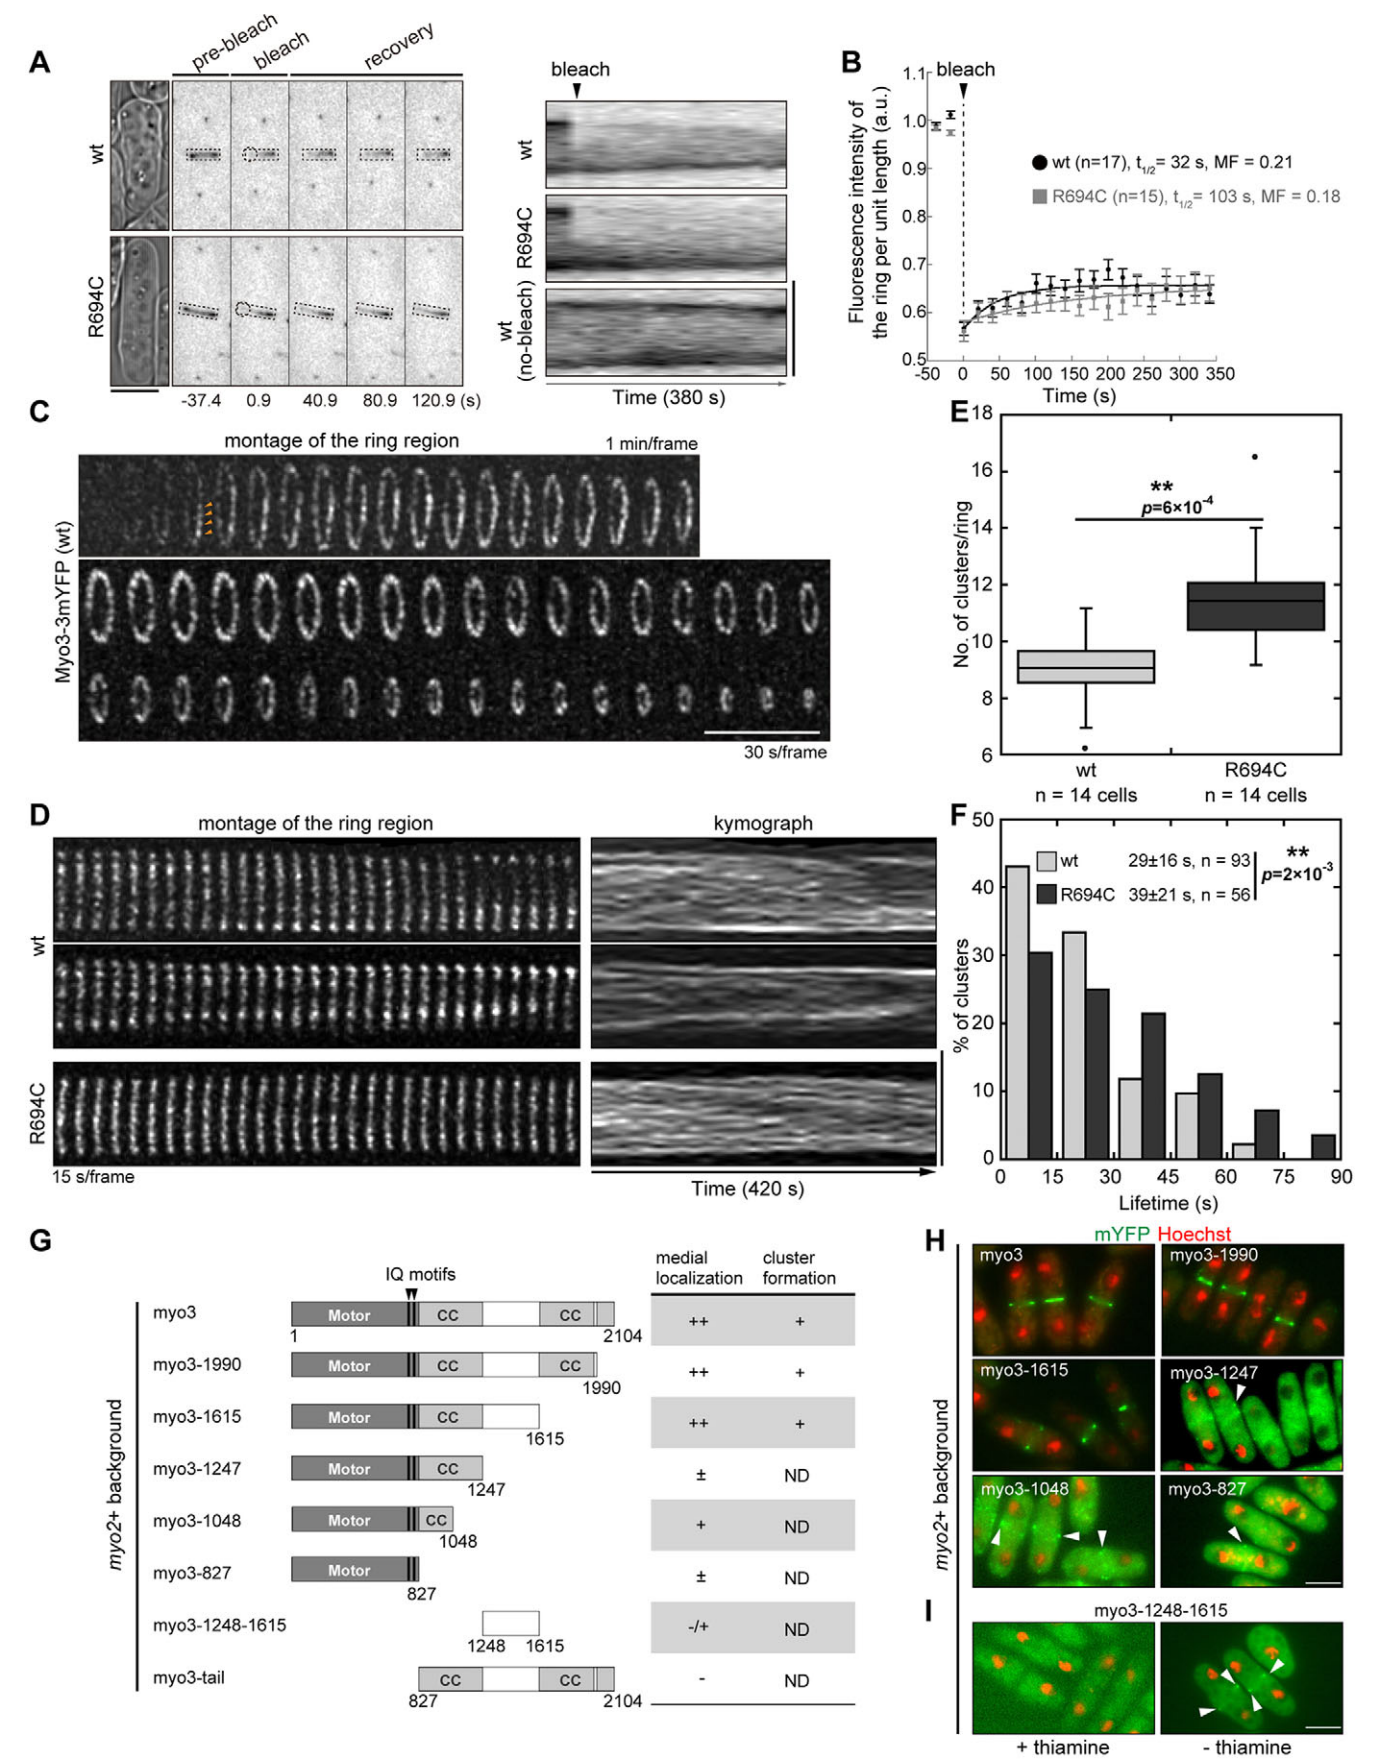 A
pre-bleach
bleach
recovery
wt
R694C
-37.4 0.9 40.9 80.9 120.9 (s)
bleach
wt
R694C
wt
(no-bleach)
Time (380 s)
B
bleach
Fluorescence intensity of
the ring per unit length (a.u.)
1.1
1.0
0.9
0.8
0.7
0.6
0.5
wt (n=17), t1/2= 32 s, MF = 0.21
R694C (n=15), t1/2= 103 s, MF = 0.18
-50 0 50 100 150 200 250 300 350
Time (s)
C
montage of the ring region
1 min/frame
Myo3-3mYFP (wt)
30 s/frame
E
No. of clusters/ring
18
16
14
12
10
8
6
**
p=6×10-4
wt R694C
n = 14 cells n = 14 cells
D
montage of the ring region
kymograph
wt
R694C
15 s/frame
Time (420 s)
F
% of clusters
50
40
30
20
10
0
wt 29±16 s, n = 93
R694C 39±21 s, n = 56
**
p=2×10-3
0 15 30 45 60 75 90
Lifetime (s)
G
IQ motifs
medial
localization
cluster
formation
myo2+ background
myo3 Motor CC CC ++ +
1 2104
myo3-1990 Motor CC CC ++ +
1990
myo3-1615 Motor CC ++ +
1615
myo3-1247 Motor CC ± ND
1247
myo3-1048 Motor CC + ND
1048
myo3-827 Motor ± ND
827
myo3-1248-1615 -/+ ND
1248 1615
myo3-tail CC CC - ND
827 2104
H
mYFP Hoechst
myo2+ background
myo3
myo3-1990
myo3-1615
myo3-1247
myo3-1048
myo3-827
I
myo3-1248-1615
+ thiamine
- thiamine